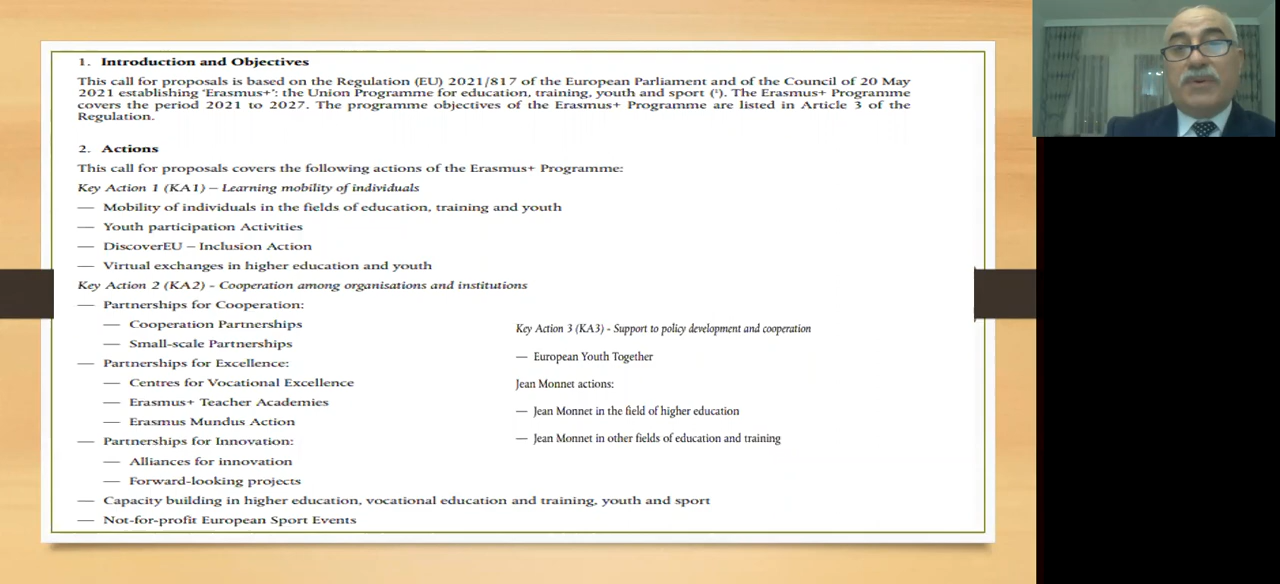 1. Introduction and Objectives
This call for proposals is based on the Regulation (EU) 2021/817 of the European Parliament and of the Council of 20 May
2021 establishing ‘Erasmus+’: the Union Programme for education, training, youth and sport (¹). The Erasmus+ Programme
covers the period 2021 to 2027. The programme objectives of the Erasmus+ Programme are listed in Article 3 of the
Regulation.
2. Actions
This call for proposals covers the following actions of the Erasmus+ Programme:
Key Action 1 (KA1) – Learning mobility of individuals
— Mobility of individuals in the fields of education, training and youth
— Youth participation Activities
— DiscoverEU – Inclusion Action
— Virtual exchanges in higher education and youth
Key Action 2 (KA2) - Cooperation among organisations and institutions
— Partnerships for Cooperation:
— Cooperation Partnerships
— Small-scale Partnerships
— Partnerships for Excellence:
— Centres for Vocational Excellence
— Erasmus+ Teacher Academies
— Erasmus Mundus Action
— Partnerships for Innovation:
— Alliances for innovation
— Forward-looking projects
— Capacity building in higher education, vocational education and training, youth and sport
— Not-for-profit European Sport Events
Key Action 3 (KA3) - Support to policy development and cooperation
— European Youth Together
Jean Monnet actions:
— Jean Monnet in the field of higher education
— Jean Monnet in other fields of education and training